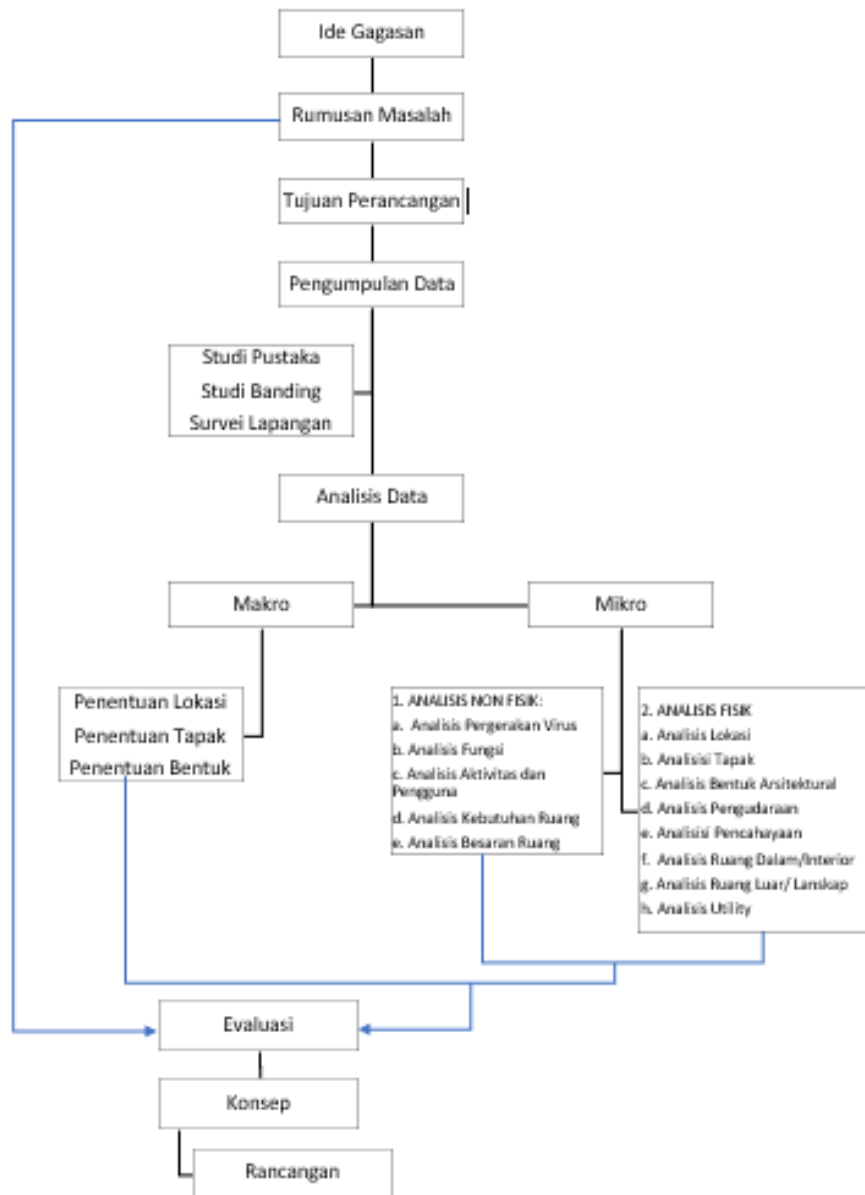 Ide Gagasan
Rumusan Masalah
Tujuan Perancangan
Pengumpulan Data
Studi Pustaka
Studi Banding
Survei Lapangan
Analisis Data
Makro
Mikro
Penentuan Lokasi
Penentuan Tapak
Penentuan Bentuk
1. ANALISIS NON FISIK:
a. Analisis Pergerakan Virus
b. Analisis Fungsi
c. Analisis Aktivitas dan
Pengguna
d. Analisis Kebutuhan Ruang
e. Analisis Besaran Ruang
2. ANALISIS FISIK
a. Analisis Lokasi
b. Analisisi Tapak
c. Analisis Bentuk Arsitektural
d. Analisis Pengudaraan
e. Analisisi Pencahayaan
f. Analisis Ruang Dalam/Interior
g. Analisis Ruang Luar/ Lanskap
h. Analisis Utility
Evaluasi
Konsep
Rancangan